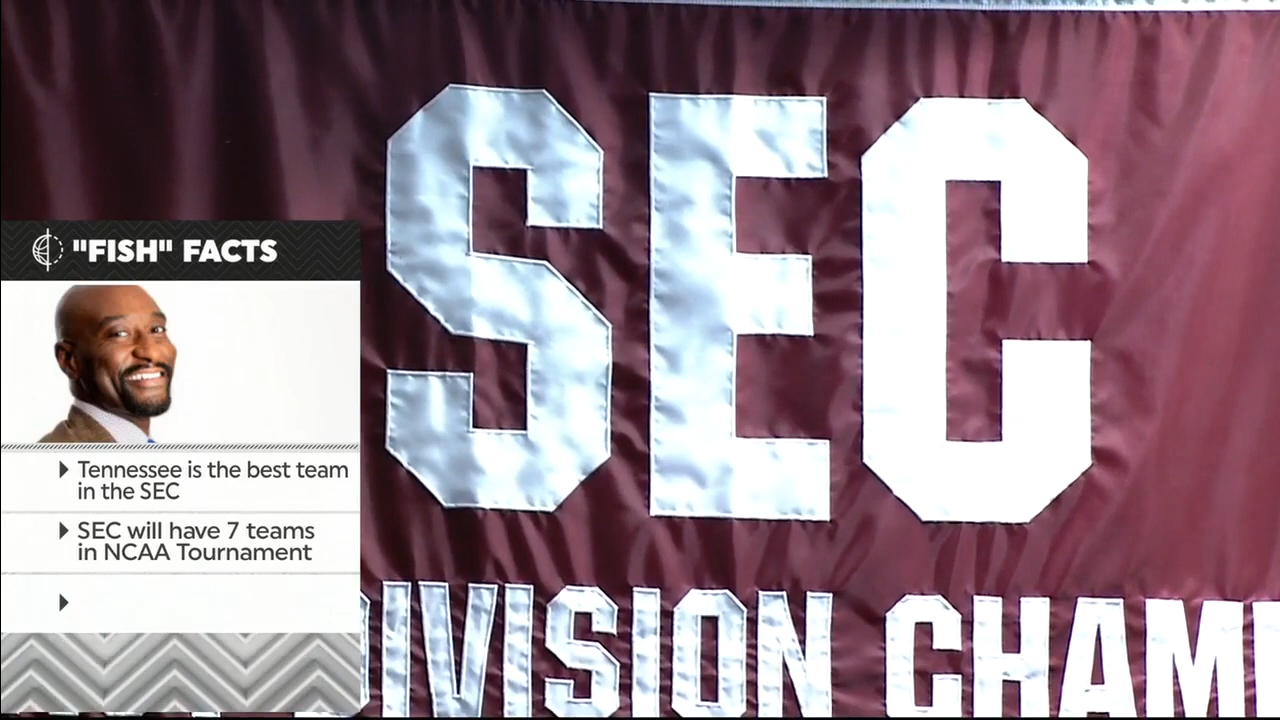 SEC
DIVISION CHAM
"FISH" FACTS
Tennessee is the best team
in the SEC
SEC will have 7 teams
in NCAA Tournament